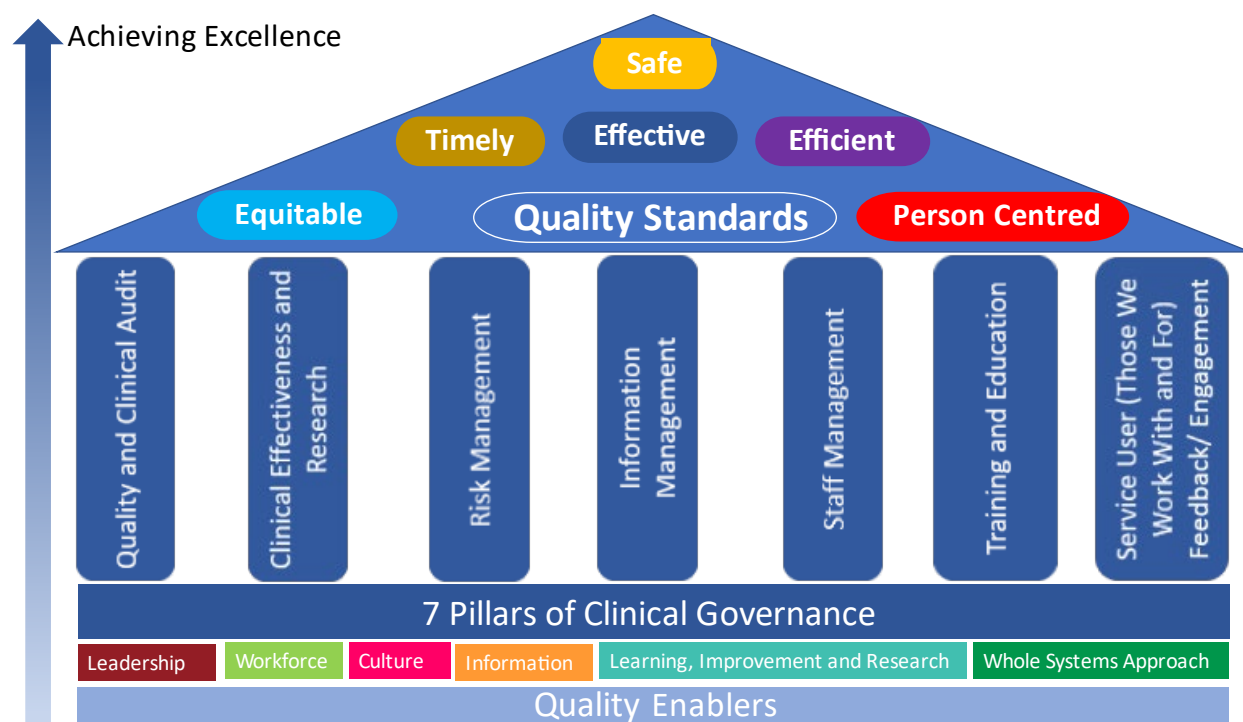 Achieving Excellence
Safe
Timely
Effective
Efficient
Equitable
Quality Standards
Person Centred
Quality and Clinical Audit
Clinical Effectiveness and
Research
Risk Management
Information
Management
Staff Management
Training and Education
Service User (Those We
Work With and For)
Feedback/ Engagement
7 Pillars of Clinical Governance
Leadership
Workforce
Culture
Information
Learning, Improvement and Research
Whole Systems Approach
Quality Enablers